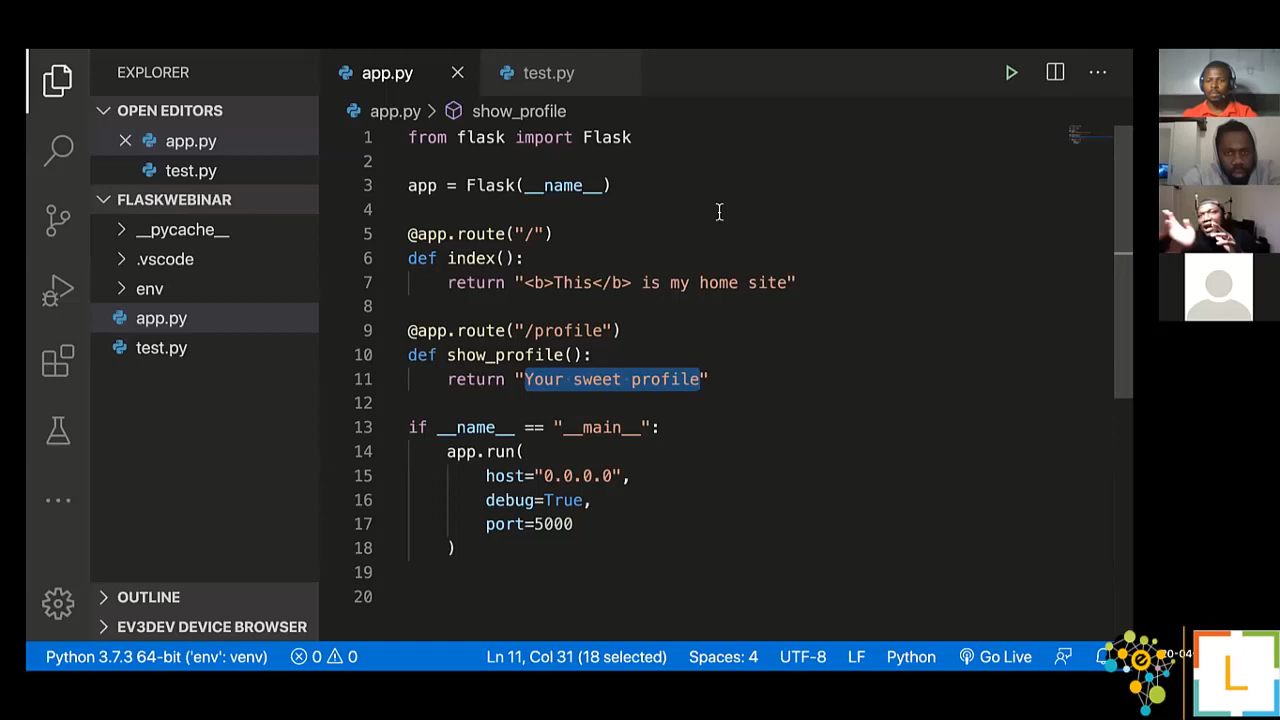 EXPLORER
OPEN EDITORS
app.py
test.py
FLASKWEBINAR
__pycache__
.vscode
env
app.py
test.py
OUTLINE
EV3DEV DEVICE BROWSER
app.py
test.py
app.py
show_profile
1 from flask import Flask
2
3 app = Flask(__name__)
4
5 @app.route("/")
6 def index():
7 return "<b>This</b> is my home site"
8
9 @app.route("/profile")
10 def show_profile():
11 return "Your sweet profile"
12
13 if __name__ == "__main__":
14 app.run(
15 host="0.0.0.0",
16 debug=True,
17 port=5000
18 )
19
20
Python 3.7.3 64-bit ('env': venv) 0 0 Ln 11, Col 31 (18 selected) Spaces: 4 UTF-8 LF Python Go Live
L